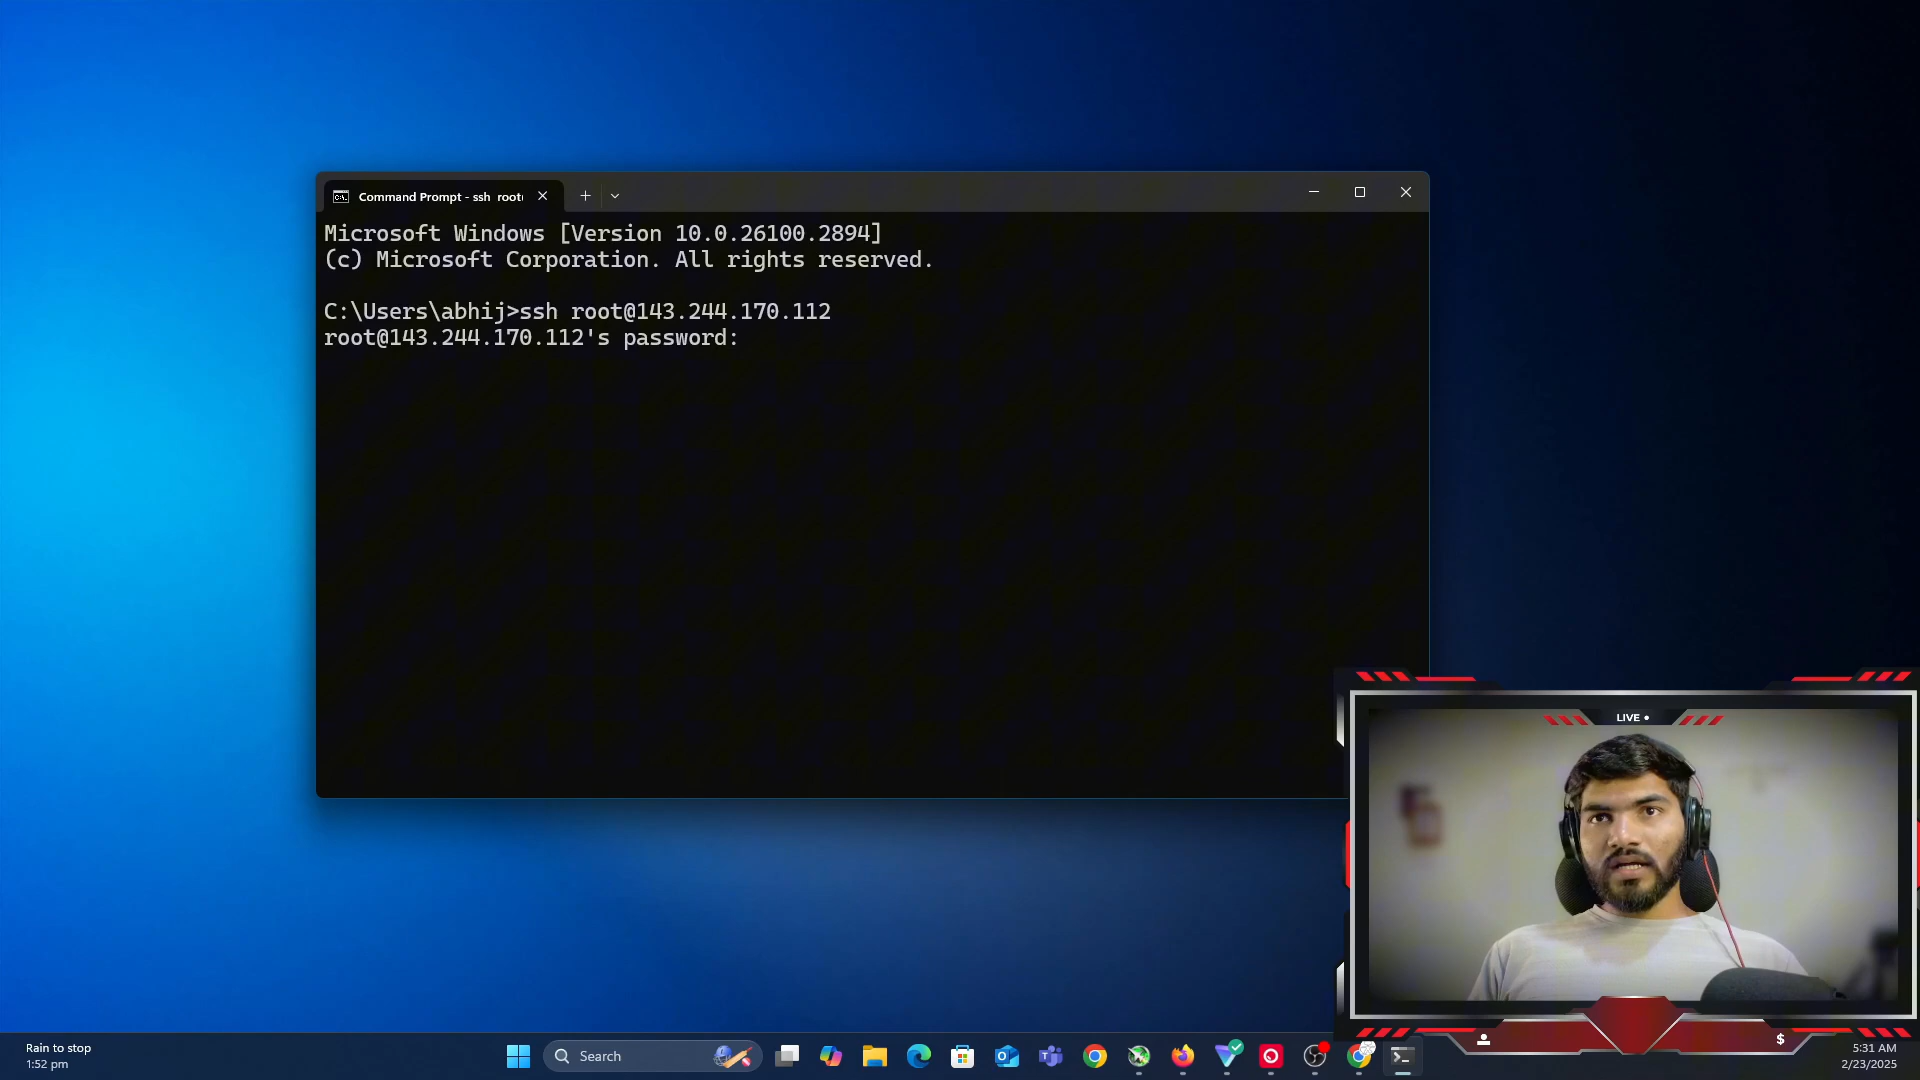 Command Prompt - ssh root
Microsoft Windows [Version 10.0.26100.2894]
(c) Microsoft Corporation. All rights reserved.
C:\Users\abhij>ssh root@143.244.170.112
root@143.244.170.112's password:
LIVE
$
Rain to stop
1:52 pm
Search
5:31 AM
2/23/2025